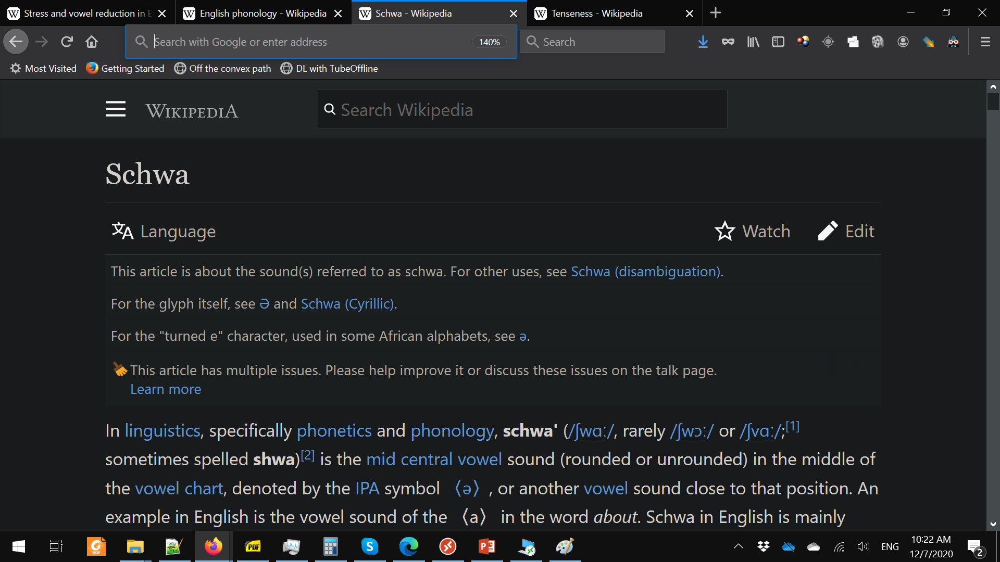 Stress and vowel reduction in E
English phonology - Wikipedia
Schwa - Wikipedia
Tenseness - Wikipedia
Search with Google or enter address
140%
Search
Most Visited
Getting Started
Off the convex path
DL with TubeOffline
WIKIPEDIA
Search Wikipedia
Schwa
Language
Watch
Edit
This article is about the sound(s) referred to as schwa. For other uses, see Schwa (disambiguation).
For the glyph itself, see Ə and Schwa (Cyrillic).
For the "turned e" character, used in some African alphabets, see ǝ.
This article has multiple issues. Please help improve it or discuss these issues on the talk page.
Learn more
In linguistics, specifically phonetics and phonology, schwa' (/ʃwɑː/, rarely /ʃwɔː/ or /ʃvɑː/;[1]
sometimes spelled shwa)[2] is the mid central vowel sound (rounded or unrounded) in the middle of
the vowel chart, denoted by the IPA symbol 〈ə〉, or another vowel sound close to that position. An
example in English is the vowel sound of the 〈a〉 in the word about. Schwa in English is mainly
PDF
PDF
ENG
10:22 AM
12/7/2020
2